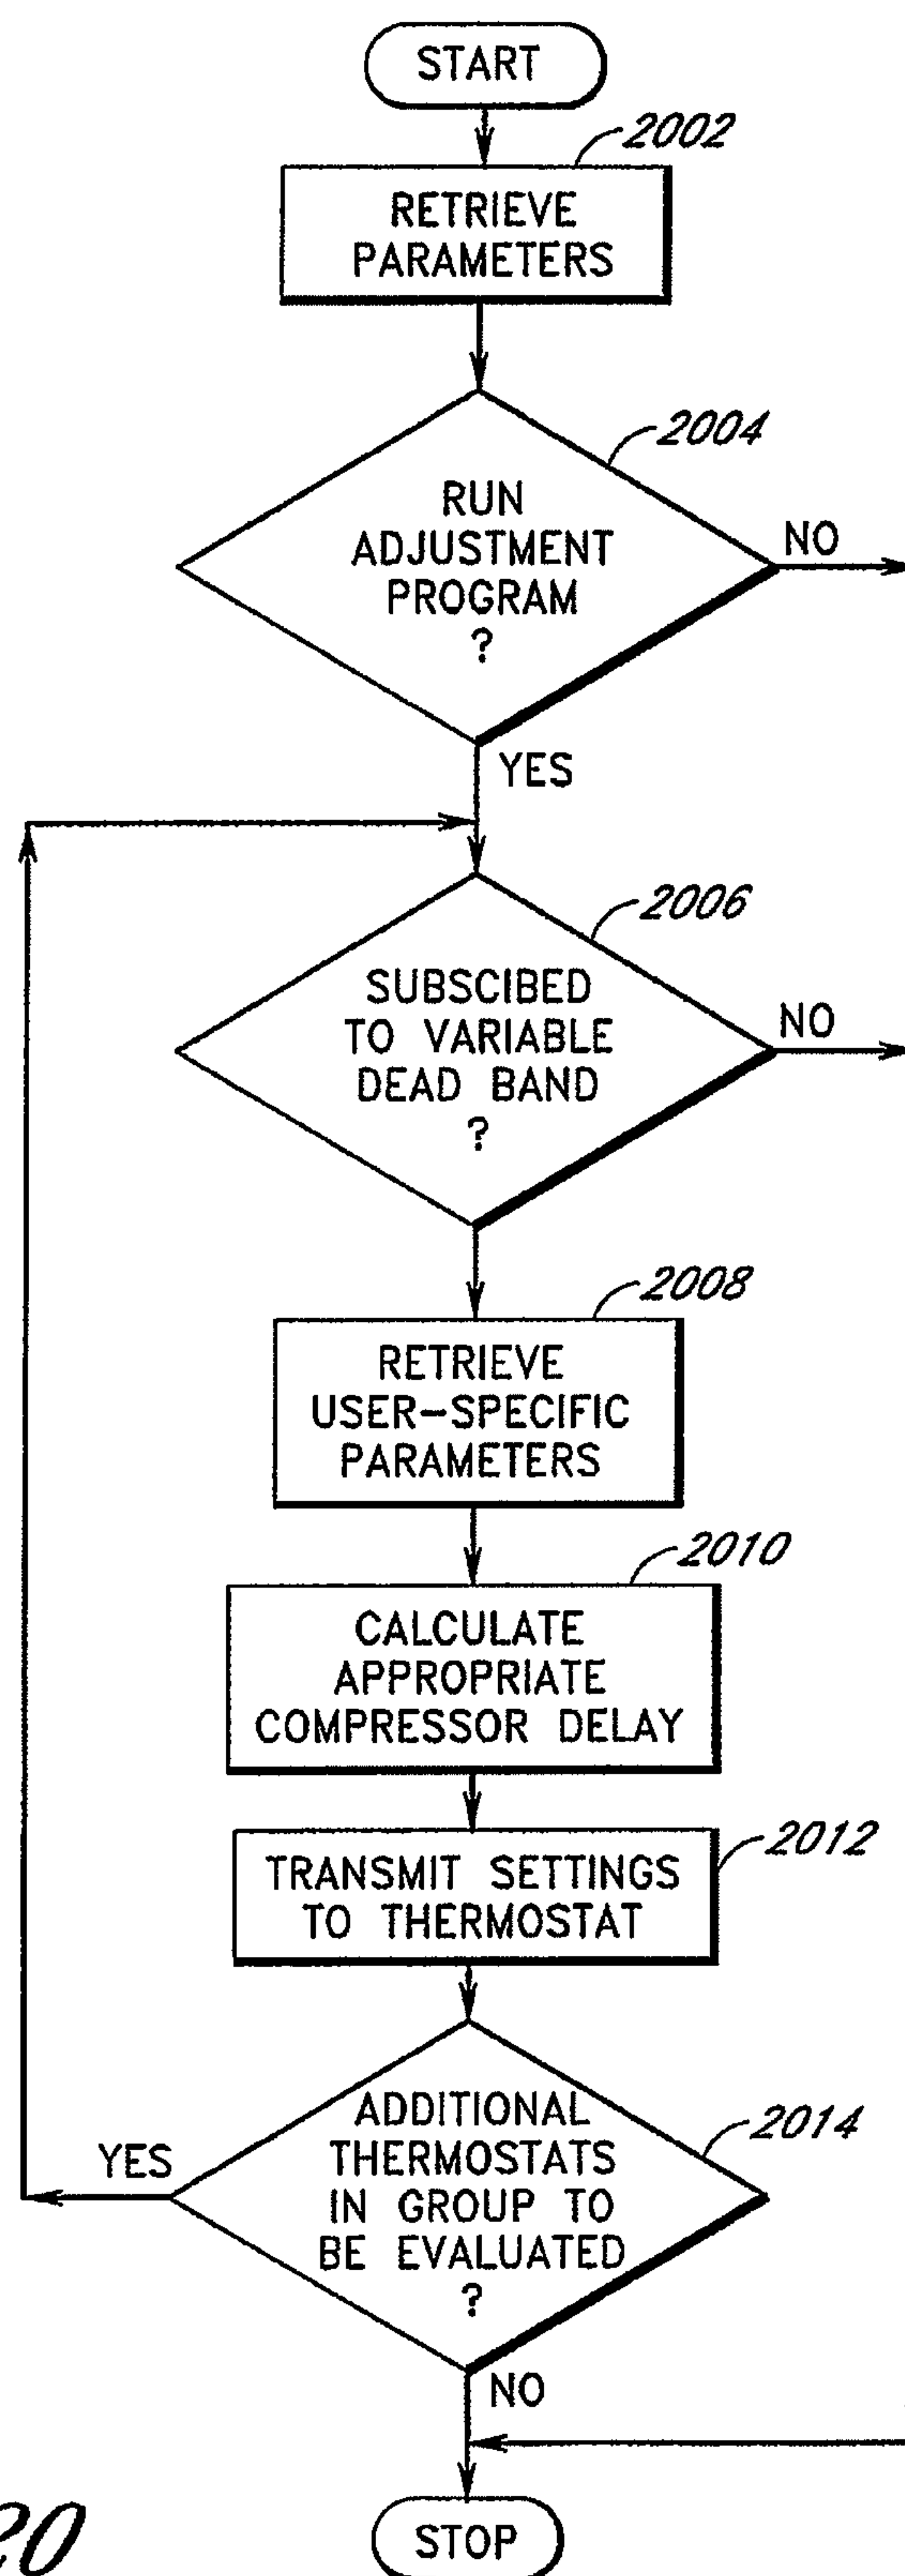 START
2002
RETRIEVE
PARAMETERS
2004
RUN
ADJUSTMENT
PROGRAM
?
NO
YES
2006
SUBSCIBED
TO VARIABLE
DEAD BAND
?
NO
2008
RETRIEVE
USER-SPECIFIC
PARAMETERS
2010
CALCULATE
APPROPRIATE
COMPRESSOR DELAY
2012
TRANSMIT SETTINGS
TO THERMOSTAT
2014
ADDITIONAL
THERMOSTATS
IN GROUP TO
BE EVALUATED
?
YES
NO
STOP
20